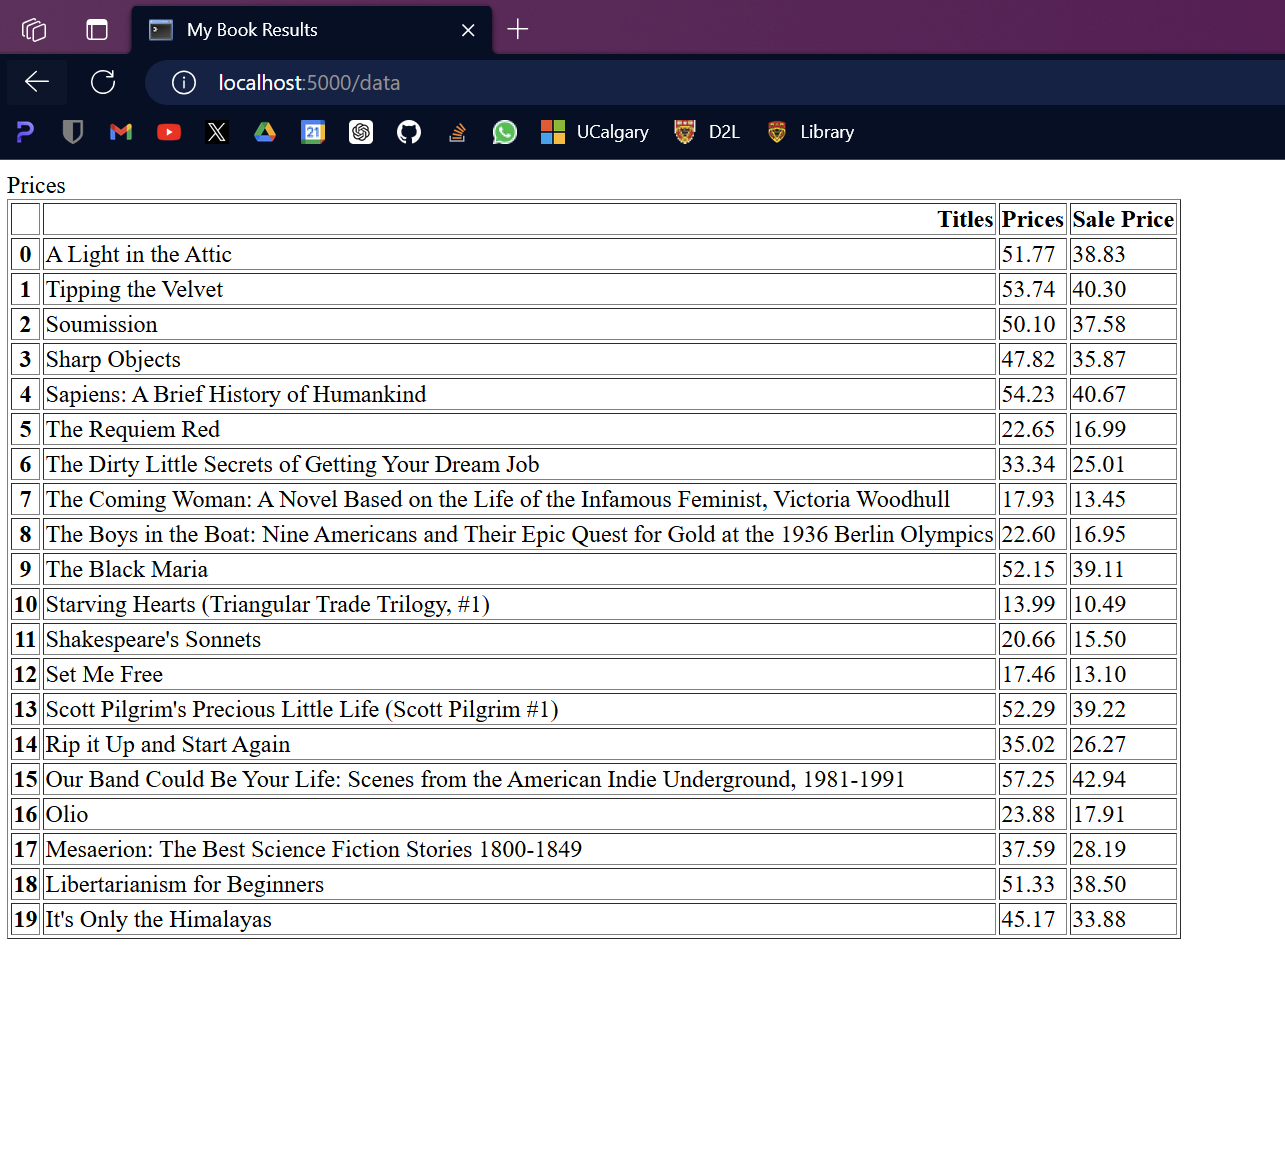 My Book Results
localhost:5000/data
21 UCalgary D2L Library
Prices
Titles Prices Sale Price
0 A Light in the Attic 51.77 38.83
1 Tipping the Velvet 53.74 40.30
2 Soumission 50.10 37.58
3 Sharp Objects 47.82 35.87
4 Sapiens: A Brief History of Humankind 54.23 40.67
5 The Requiem Red 22.65 16.99
6 The Dirty Little Secrets of Getting Your Dream Job 33.34 25.01
7 The Coming Woman: A Novel Based on the Life of the Infamous Feminist, Victoria Woodhull 17.93 13.45
8 The Boys in the Boat: Nine Americans and Their Epic Quest for Gold at the 1936 Berlin Olympics 22.60 16.95
9 The Black Maria 52.15 39.11
10 Starving Hearts (Triangular Trade Trilogy, #1) 13.99 10.49
11 Shakespeare's Sonnets 20.66 15.50
12 Set Me Free 17.46 13.10
13 Scott Pilgrim's Precious Little Life (Scott Pilgrim #1) 52.29 39.22
14 Rip it Up and Start Again 35.02 26.27
15 Our Band Could Be Your Life: Scenes from the American Indie Underground, 1981-1991 57.25 42.94
16 Olio 23.88 17.91
17 Mesaerion: The Best Science Fiction Stories 1800-1849 37.59 28.19
18 Libertarianism for Beginners 51.33 38.50
19 It's Only the Himalayas 45.17 33.88